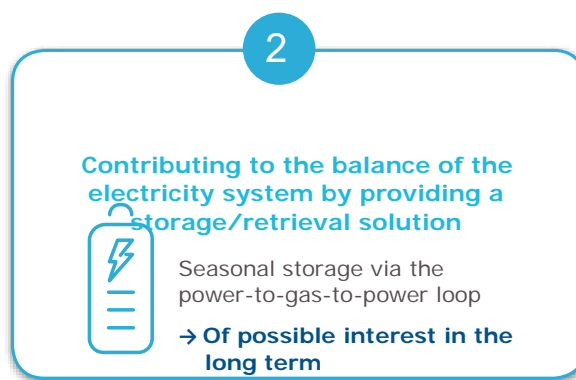 2
Contributing to the balance of the
electricity system by providing a
storage/retrieval solution
Seasonal storage via the
power-to-gas-to-power loop
→ Of possible interest in the
long term